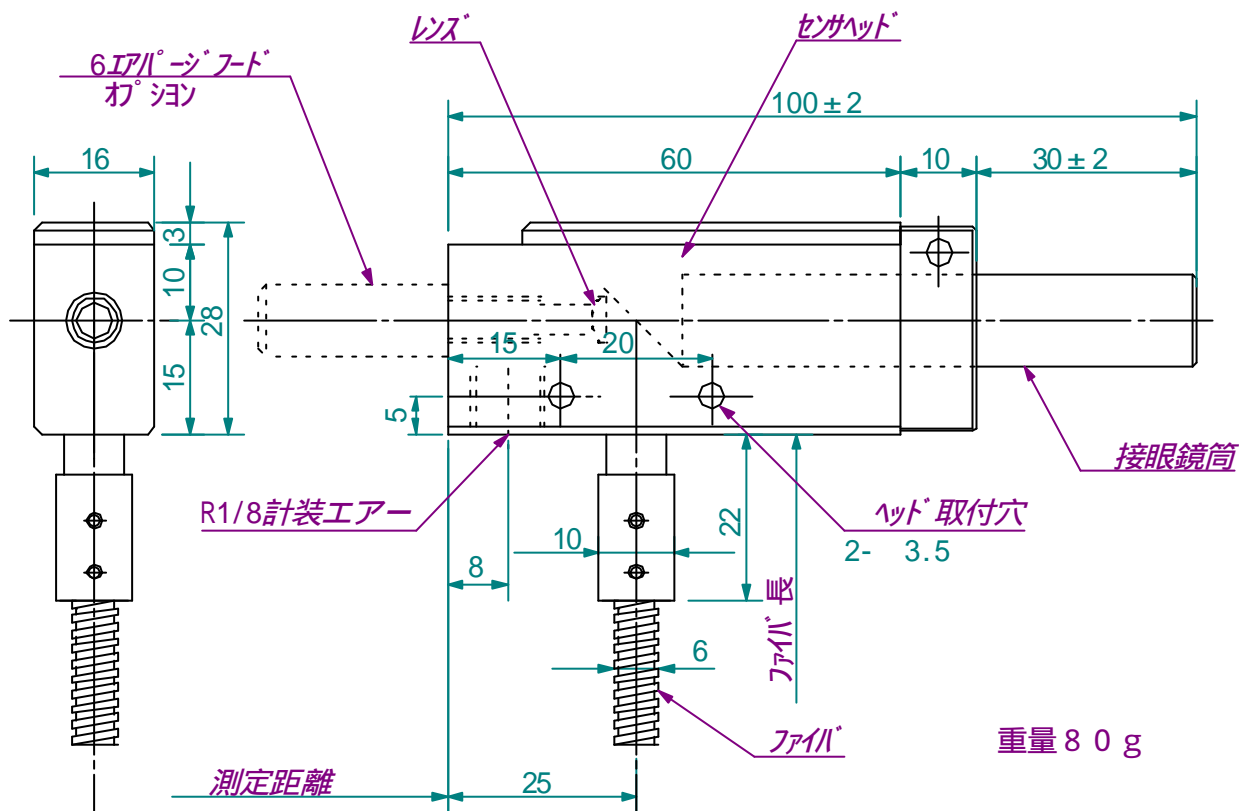 レンズ
センサヘッド
6エアパージフード
オプション
100±2
16
60
10
30±2
3
10
28
15
15
20
5
接眼鏡筒
R1/8計装エアー
ヘッド取付穴
2- 3.5
10
22
8
ファイバ長
6
ファイバ
重量80g
測定距離
25